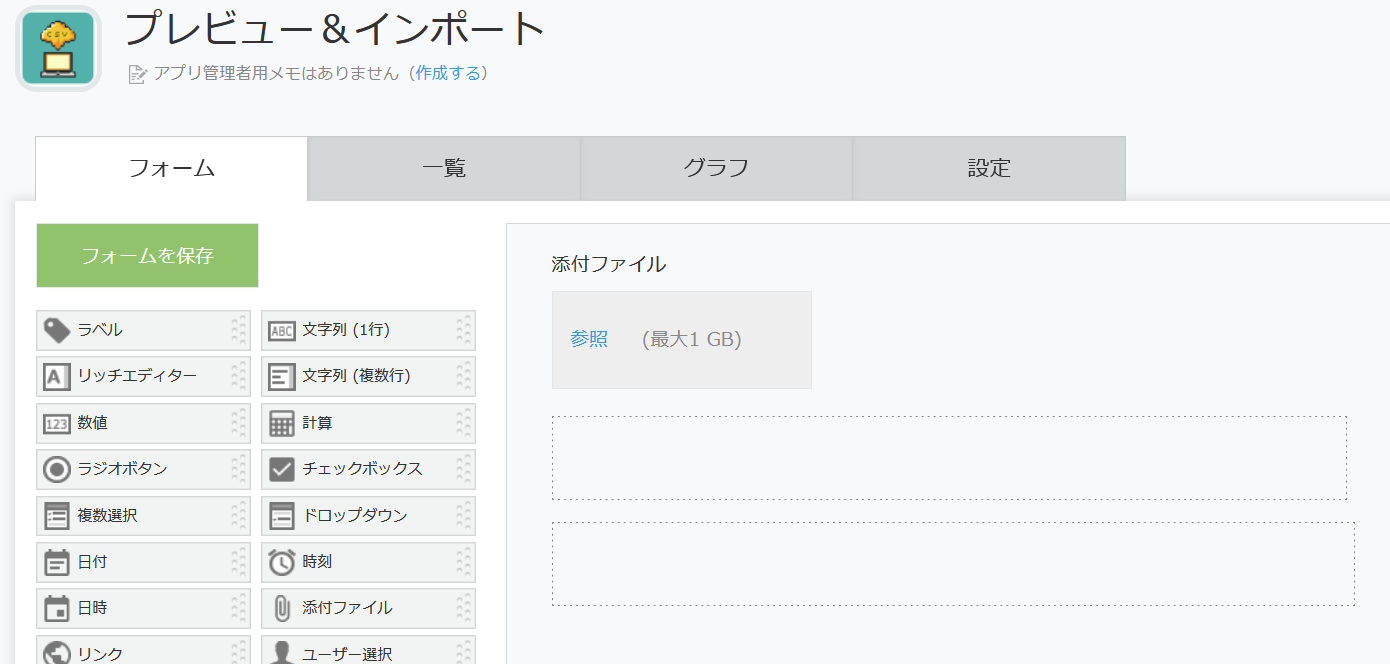 CSV
プレビュー＆インポート
アプリ管理者用メモはありません（作成する）
フォーム 一覧 グラフ 設定
フォームを保存
ラベル
ABC 文字列 (1行)
A リッチエディター
文字列 (複数行)
123 数値
計算
ラジオボタン
チェックボックス
複数選択
ドロップダウン
日付
時刻
日時
添付ファイル
リンク
ユーザー選択
添付ファイル
参照 (最大1 GB)